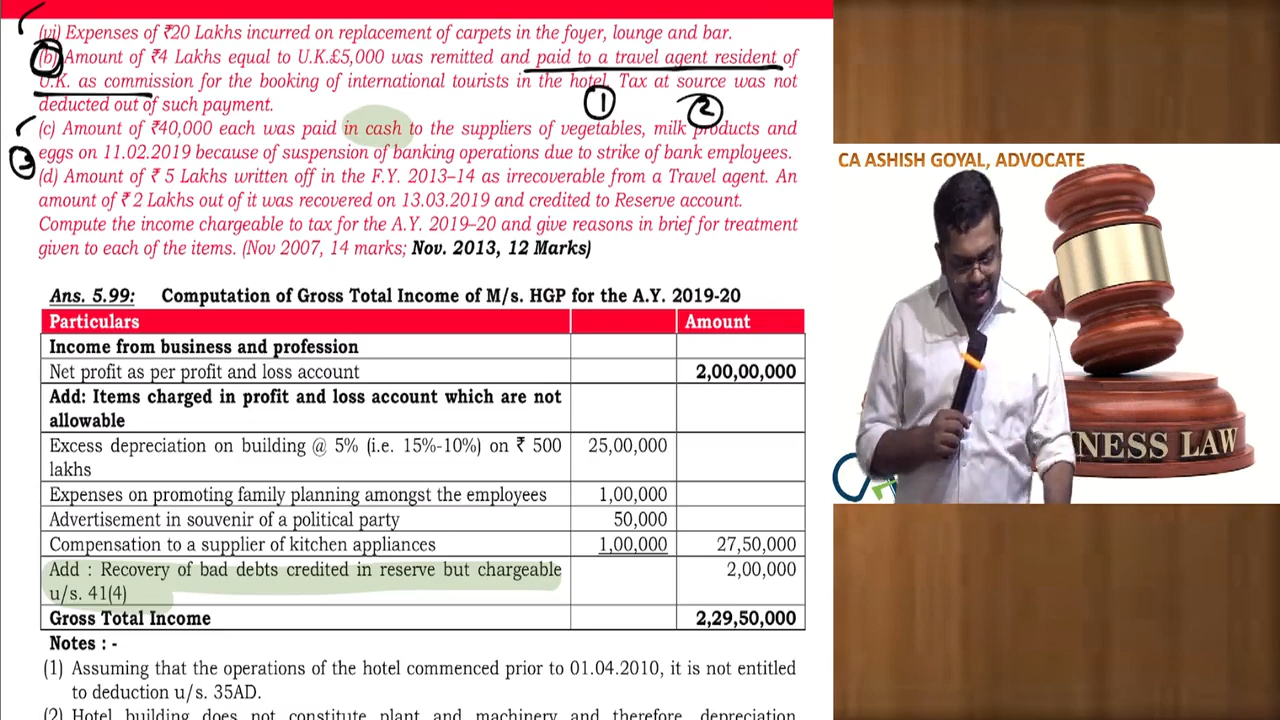 (vi) Expenses of ₹20 Lakhs incurred on replacement of carpets in the foyer, lounge and bar.
(b) Amount of ₹4 Lakhs equal to U.K.£5,000 was remitted and paid to a travel agent resident of
U.K. as commission for the booking of international tourists in the hotel. Tax at source was not
deducted out of such payment.
1
2
(c) Amount of ₹40,000 each was paid in cash to the suppliers of vegetables, milk products and
eggs on 11.02.2019 because of suspension of banking operations due to strike of bank employees.
(d) Amount of ₹ 5 Lakhs written off in the F.Y. 2013–14 as irrecoverable from a Travel agent. An
amount of ₹ 2 Lakhs out of it was recovered on 13.03.2019 and credited to Reserve account.
Compute the income chargeable to tax for the A.Y. 2019–20 and give reasons in brief for treatment
given to each of the items. (Nov 2007, 14 marks; Nov. 2013, 12 Marks)
Ans. 5.99: Computation of Gross Total Income of M/s. HGP for the A.Y. 2019-20
Particulars Amount
Income from business and profession
Net profit as per profit and loss account 2,00,00,000
Add: Items charged in profit and loss account which are not
allowable
Excess depreciation on building @ 5% (i.e. 15%-10%) on ₹ 500 25,00,000
lakhs
Expenses on promoting family planning amongst the employees 1,00,000
Advertisement in souvenir of a political party 50,000
Compensation to a supplier of kitchen appliances 1,00,000 27,50,000
Add : Recovery of bad debts credited in reserve but chargeable 2,00,000
u/s. 41(4)
Gross Total Income 2,29,50,000
Notes : -
(1) Assuming that the operations of the hotel commenced prior to 01.04.2010, it is not entitled
to deduction u/s. 35AD.
(2) Hotel building does not constitute plant and machinery and therefore, depreciation
CA ASHISH GOYAL, ADVOCATE
NESS LAW